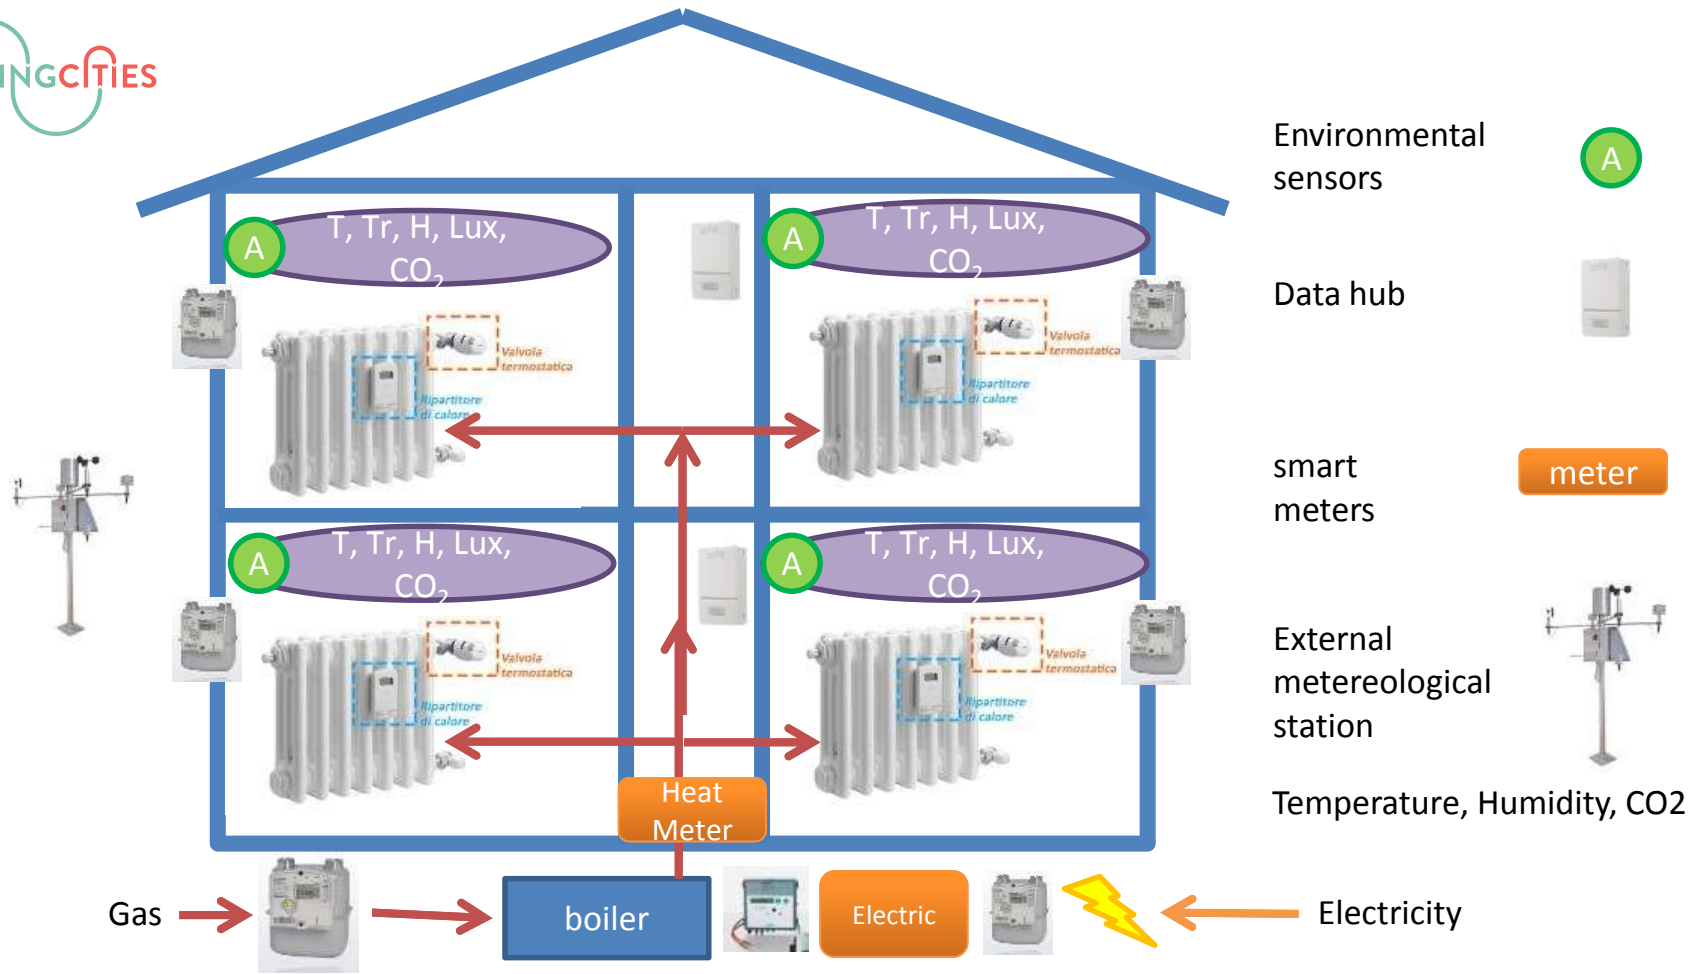 INGCITIES
Environmental
sensors
A
A
T, Tr, H, Lux,
CO2
A
T, Tr, H, Lux,
CO2
Data hub
Valvola
termostatica
Ripartitore
di calore
Valvola
termostatica
Ripartitore
di calore
smart
meters
meter
A
T, Tr, H, Lux,
CO2
A
T, Tr, H, Lux,
CO2
External
metereological
station
Valvola
termostatica
Ripartitore
di calore
Valvola
termostatica
Ripartitore
di calore
Heat
Meter
Temperature, Humidity, CO2
Gas
boiler
Electric
Electricity